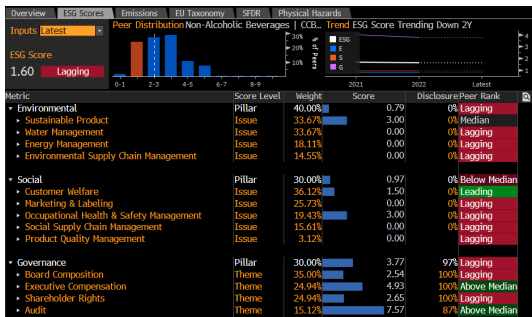 Overview ESG Scores Emissions EU Taxonomy SFDR Physical Hazards
Inputs Latest Peer Distribution Non-Alcoholic Beverages | CCB.. Trend ESG Score Trending Down 2Y
ESG Score
1.60 Lagging
30%
20%
10%
% of Peers
0-1 2-3 4-5 6-7 8-9
ESG
E
S
G
4
3
2
1
2021 2022 Latest
Metric Score Level Weight Score Disclosure Peer Rank
Environmental Pillar 40.00% 0.79 0% Lagging
Sustainable Product Issue 33.67% 3.00 0% Median
Water Management Issue 33.67% 0.00 0% Lagging
Energy Management Issue 18.11% 0.00 0% Lagging
Environmental Supply Chain Management Issue 14.55% 0.00 0% Lagging
Social Pillar 30.00% 0.97 0% Below Median
Customer Welfare Issue 36.12% 1.50 0% Leading
Marketing & Labeling Issue 25.73% 0.00 0% Lagging
Occupational Health & Safety Management Issue 19.43% 3.00 0% Lagging
Social Supply Chain Management Issue 15.61% 0.00 0% Lagging
Product Quality Management Issue 3.12% 0.00 Lagging
Governance Pillar 30.00% 3.77 97% Lagging
Board Composition Theme 35.00% 2.54 100% Lagging
Executive Compensation Theme 24.94% 4.93 100% Above Median
Shareholder Rights Theme 24.94% 2.65 100% Lagging
Audit Theme 15.12% 7.57 87% Above Median